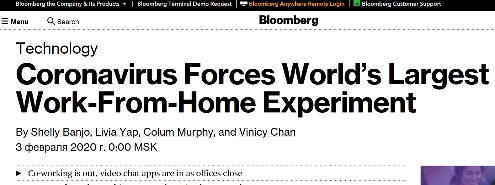 Bloomberg the Company & Its Products ▼ | Bloomberg Terminal Demo Request | Bloomberg Anywhere Remote Login | Bloomberg Customer Support
Menu Search Bloomberg
Technology
Coronavirus Forces World’s Largest
Work-From-Home Experiment
By Shelly Banjo, Livia Yap, Colum Murphy, and Vinicy Chan
3 февраля 2020 г. 0:00 MSK
► Co-working is out, video chat apps are in as offices close